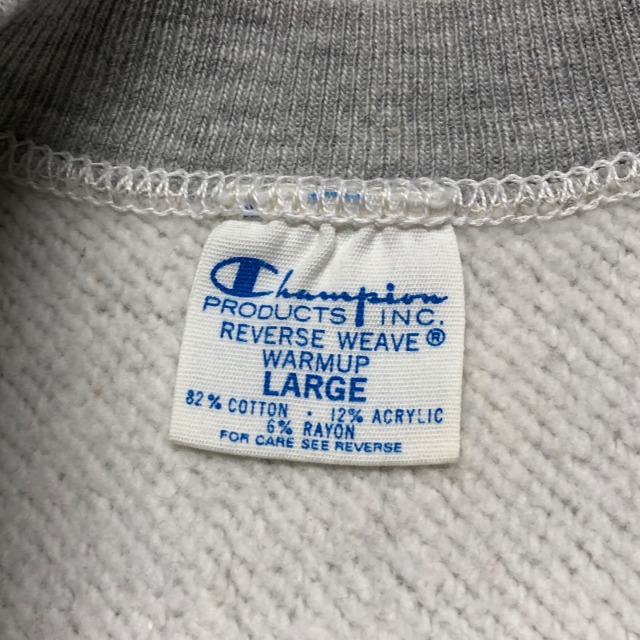 Champion
PRODUCTS INC.
REVERSE WEAVE ®
WARMUP
LARGE
82% COTTON · 12% ACRYLIC
6% RAYON
FOR CARE SEE REVERSE